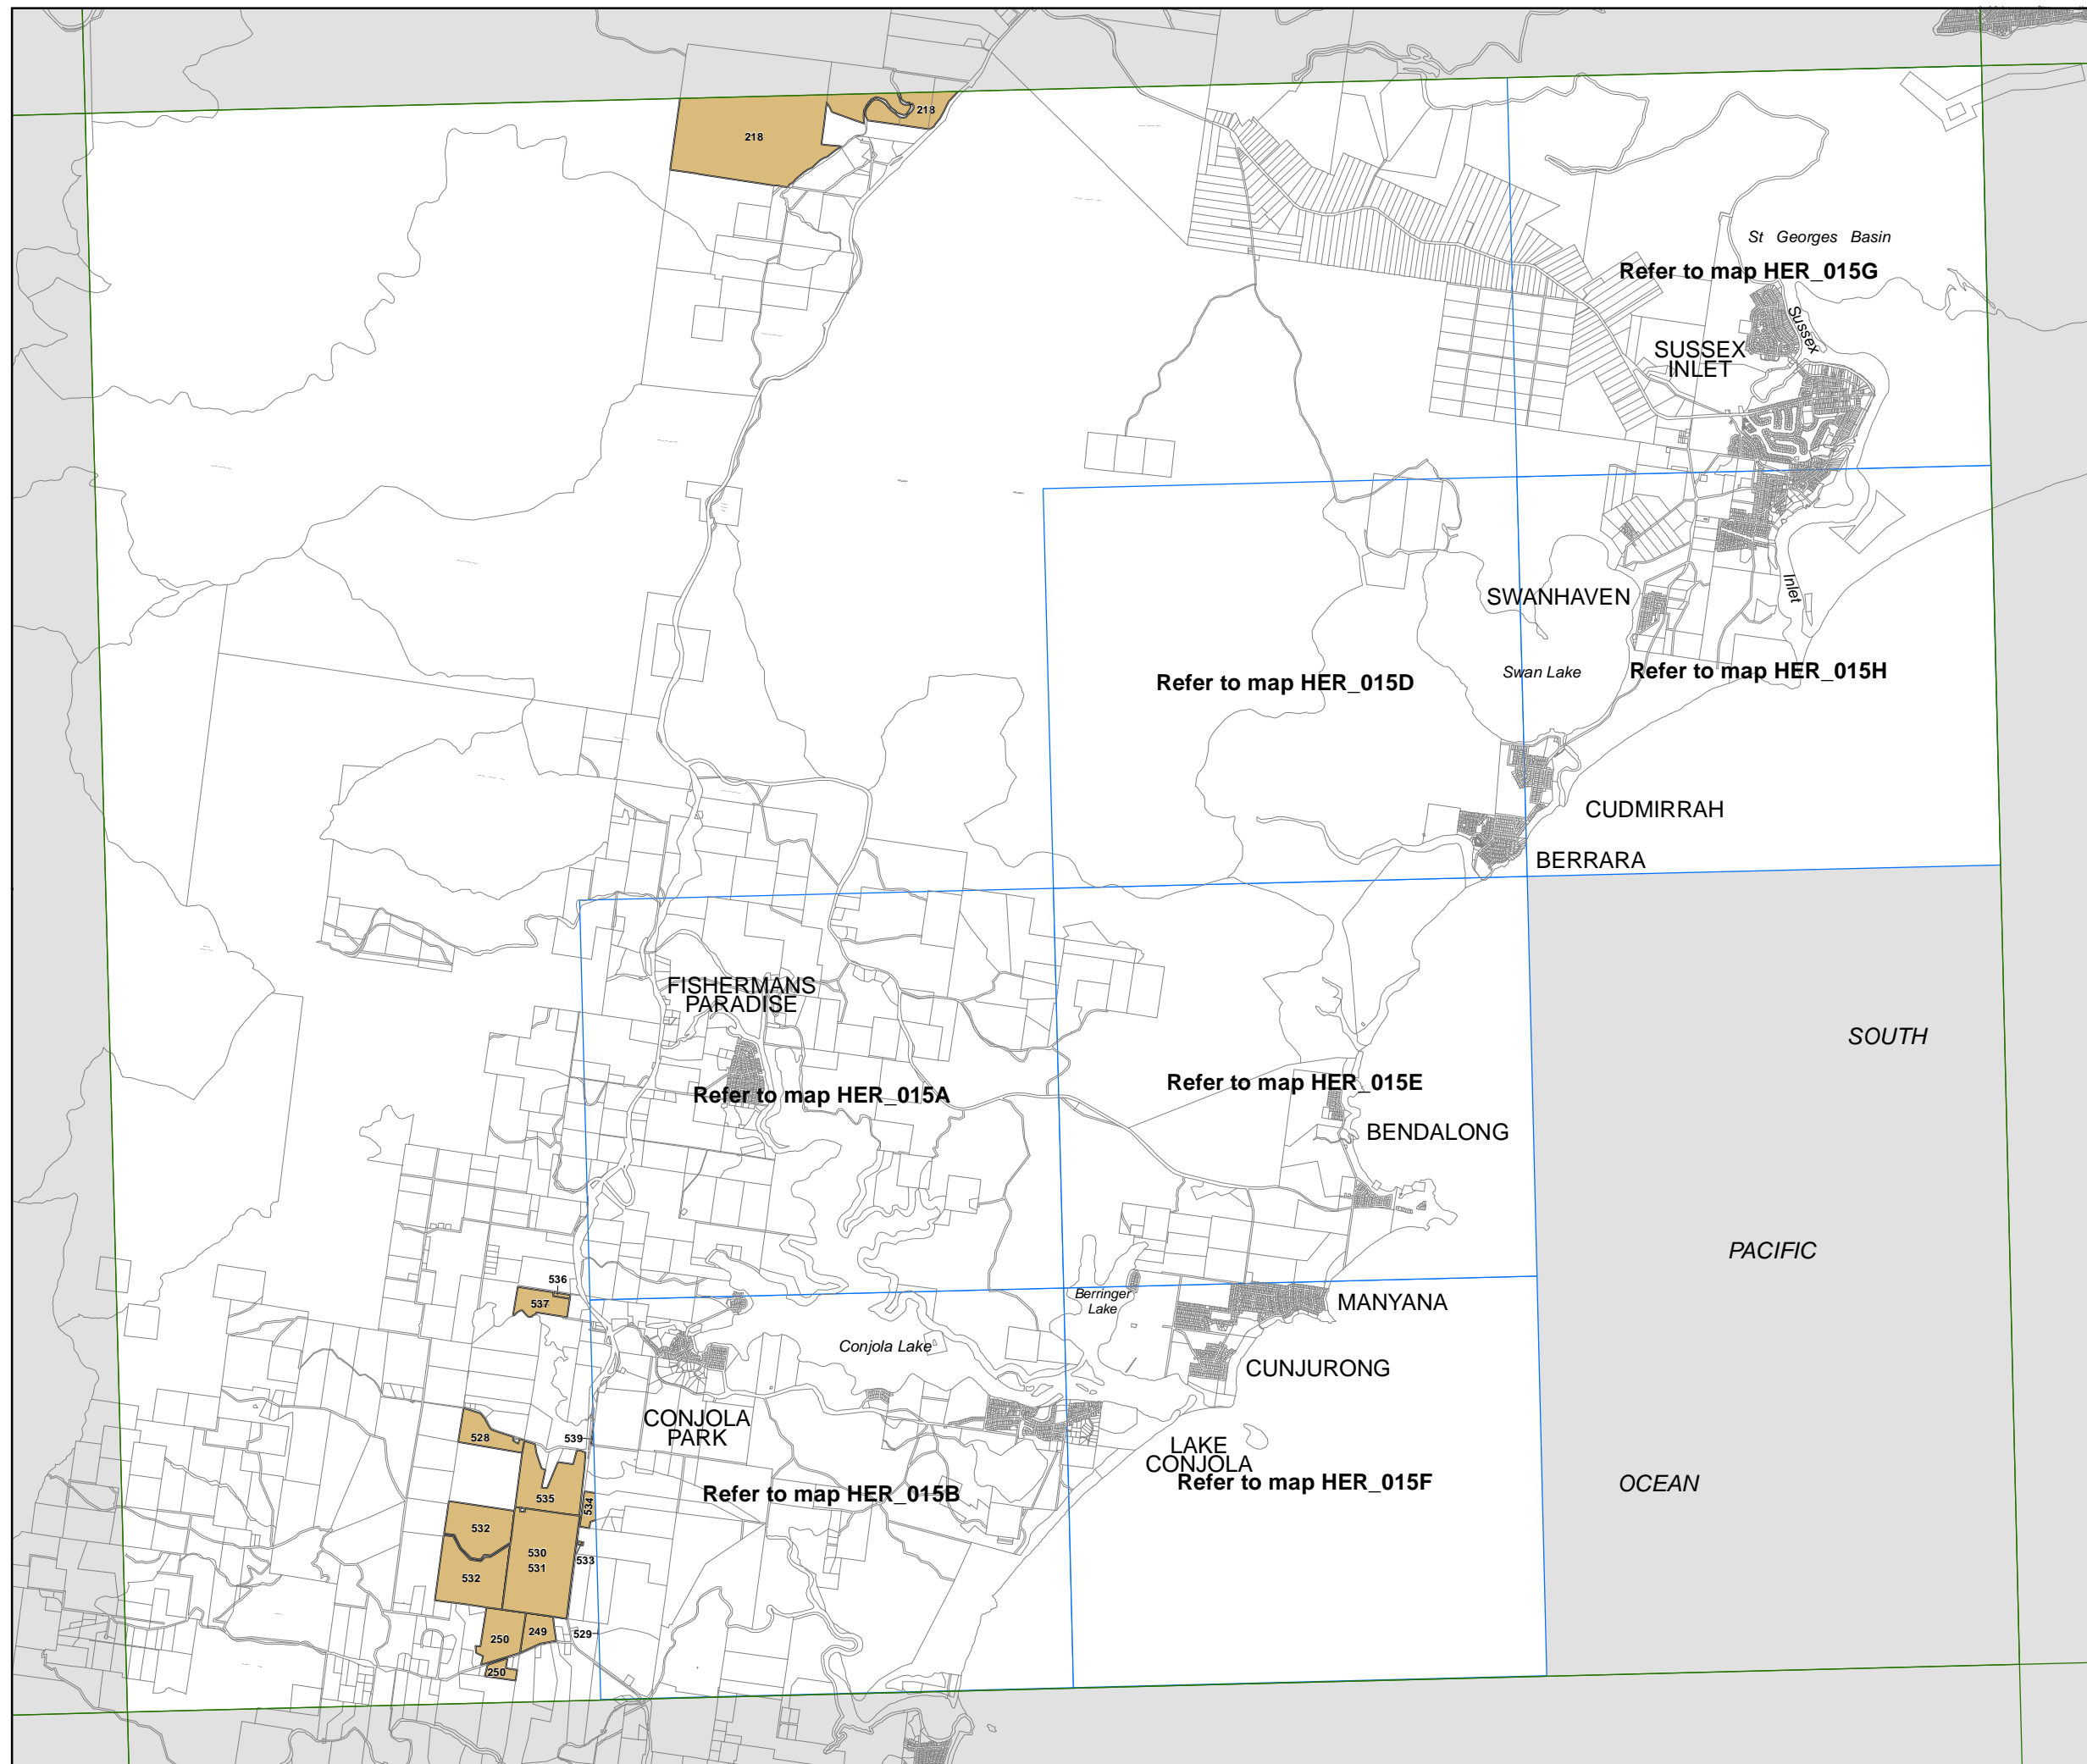 218
218
St Georges Basin
Refer to map HER_015G
Sussex
SUSSEX
INLET
SWANHAVEN
Inlet
Swan Lake
Refer to map HER_015H
Refer to map HER_015D
CUDMIRRAH
BERRARA
FISHERMANS
PARADISE
SOUTH
Refer to map HER_015E
Refer to map HER_015A
BENDALONG
PACIFIC
536
537
Berringer
Lake
MANYANA
Conjola Lake
CUNJURONG
CONJOLA
PARK
528
539
LAKE
CONJOLA
Refer to map HER_015F
OCEAN
Refer to map HER_015B
535
534
532
530
531
533
532
250
249
529
250